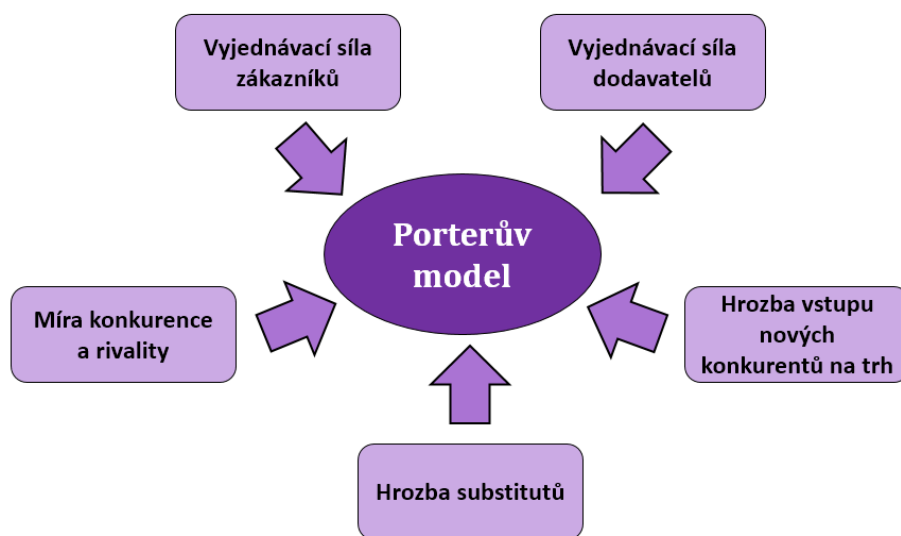 Vyjednávací síla
zákazníků
Vyjednávací síla
dodavatelů
Porterův
model
Míra konkurence
a rivality
Hrozba vstupu
nových
konkurentů na trh
Hrozba substitutů